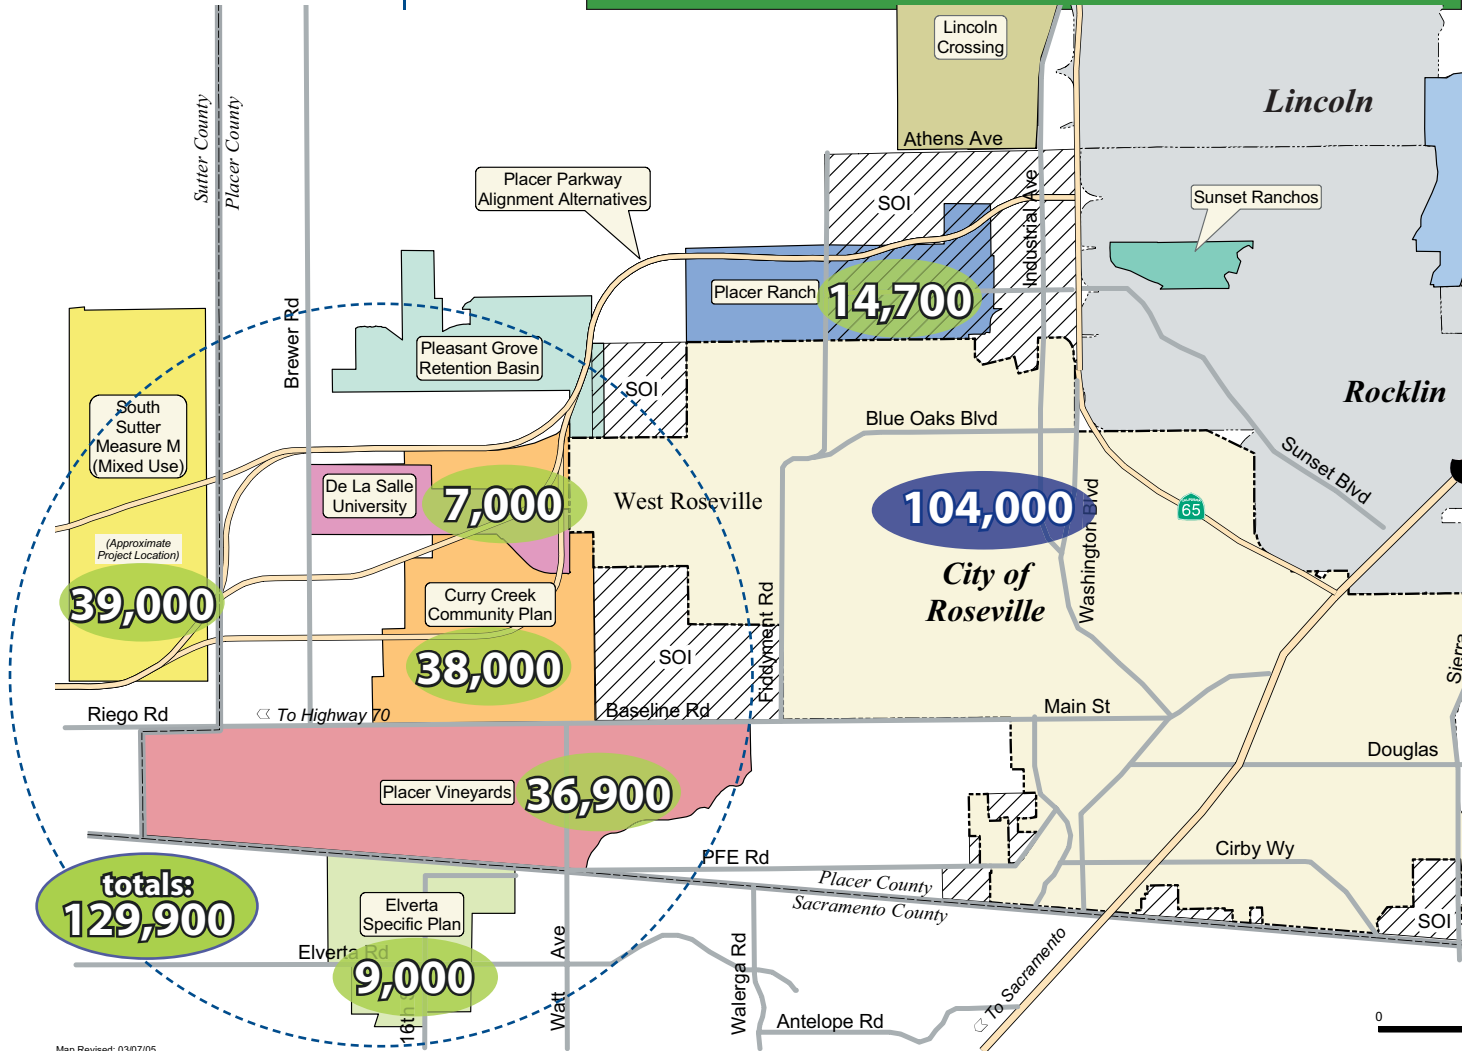 Lincoln
Crossing
Lincoln
Sutter County
Placer County
Athens Ave
Placer Parkway
Alignment Alternatives
SOI
Industrial Ave
Sunset Ranchos
Placer Ranch
14,700
Brewer Rd
Pleasant Grove
Retention Basin
SOI
Rocklin
South
Sutter
Measure M
(Mixed Use)
Blue Oaks Blvd
Sunset Blvd
De La Salle
University
7,000
West Roseville
104,000
Washington Blvd
65
(Approximate
Project Location)
39,000
City of
Roseville
Curry Creek
Community Plan
38,000
SOI
Fiddyment Rd
Sierra
Riego Rd
To Highway 70
Baseline Rd
Main St
Douglas
Placer Vineyards
36,900
PFE Rd
Cirby Wy
Placer County
Sacramento County
totals:
129,900
Elverta
Specific Plan
SOI
Elverta Rd
9,000
16th S
Watt Ave
Walerga Rd
Antelope Rd
To Sacramento
0
Map Revised: 03/07/05